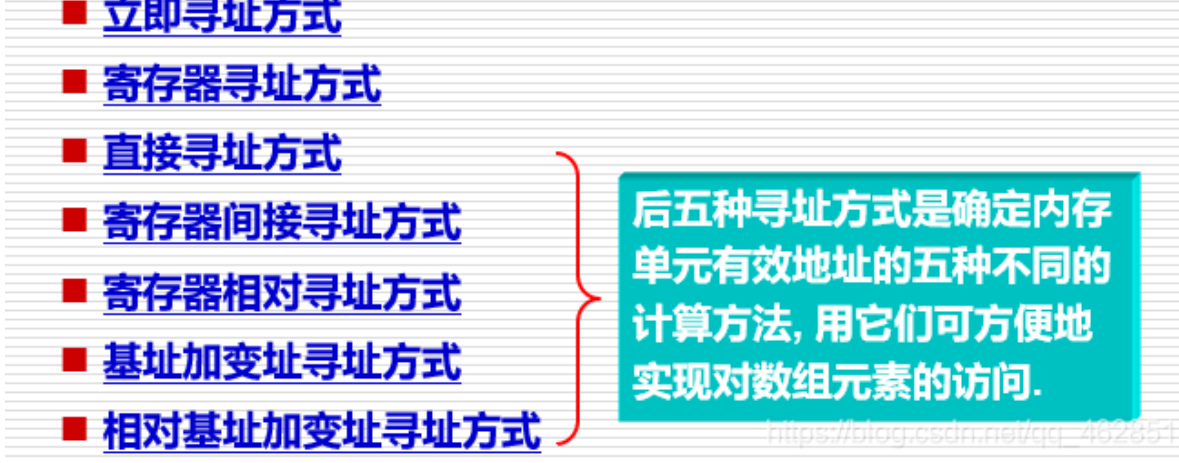 立即寻址方式
寄存器寻址方式
直接寻址方式
寄存器间接寻址方式
寄存器相对寻址方式
基址加变址寻址方式
相对基址加变址寻址方式
后五种寻址方式是确定内存
单元有效地址的五种不同的
计算方法, 用它们可方便地
实现对数组元素的访问.
https://blog.csdn.net/qq_462851